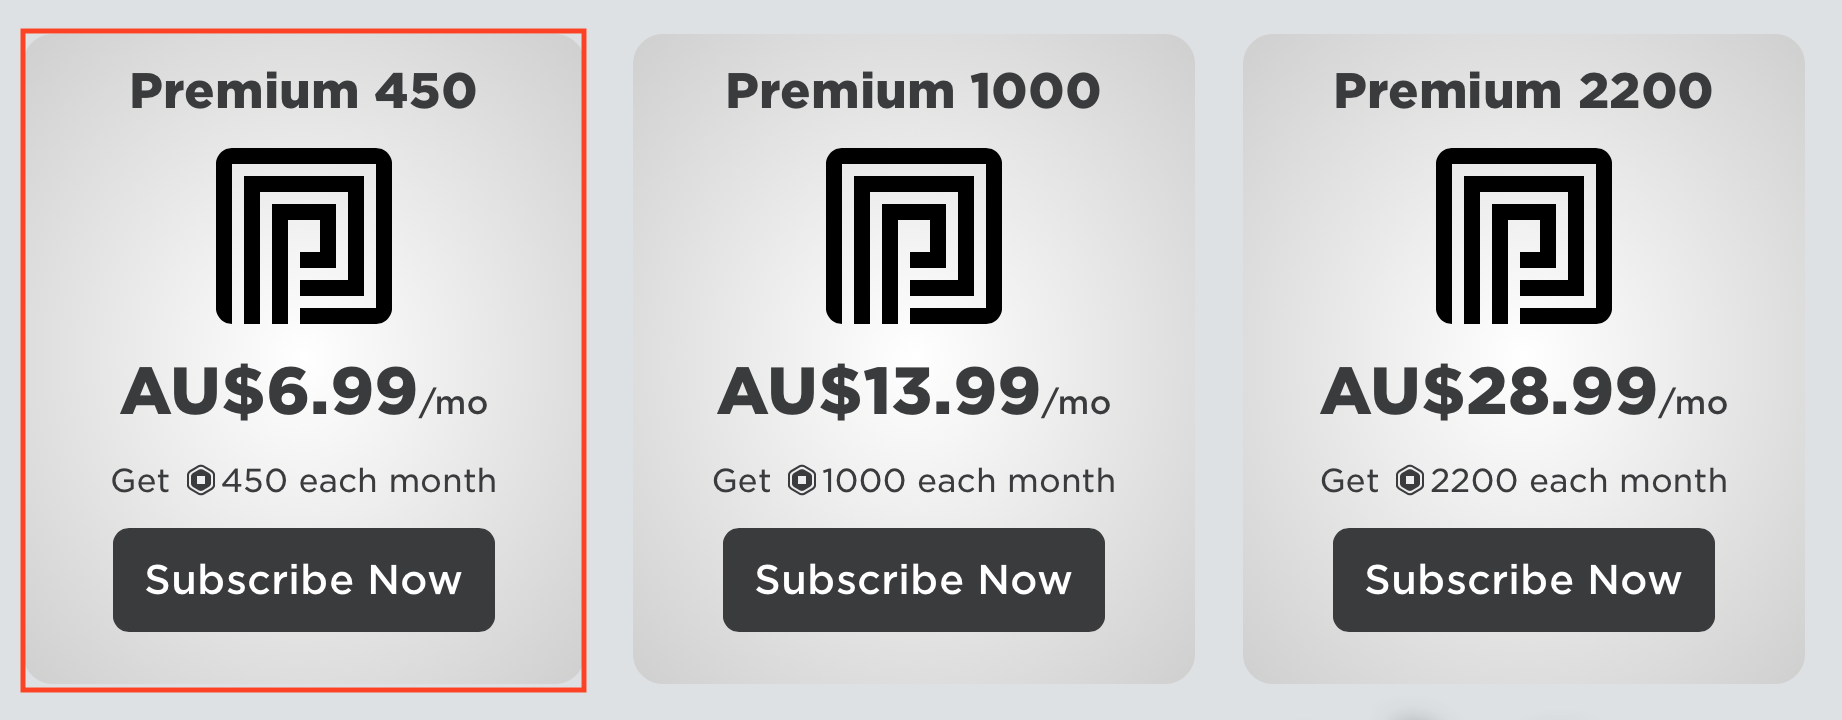 Premium 450
AU$6.99/mo
Get 450 each month
Subscribe Now
Premium 1000
AU$13.99/mo
Get 1000 each month
Subscribe Now
Premium 2200
AU$28.99/mo
Get 2200 each month
Subscribe Now